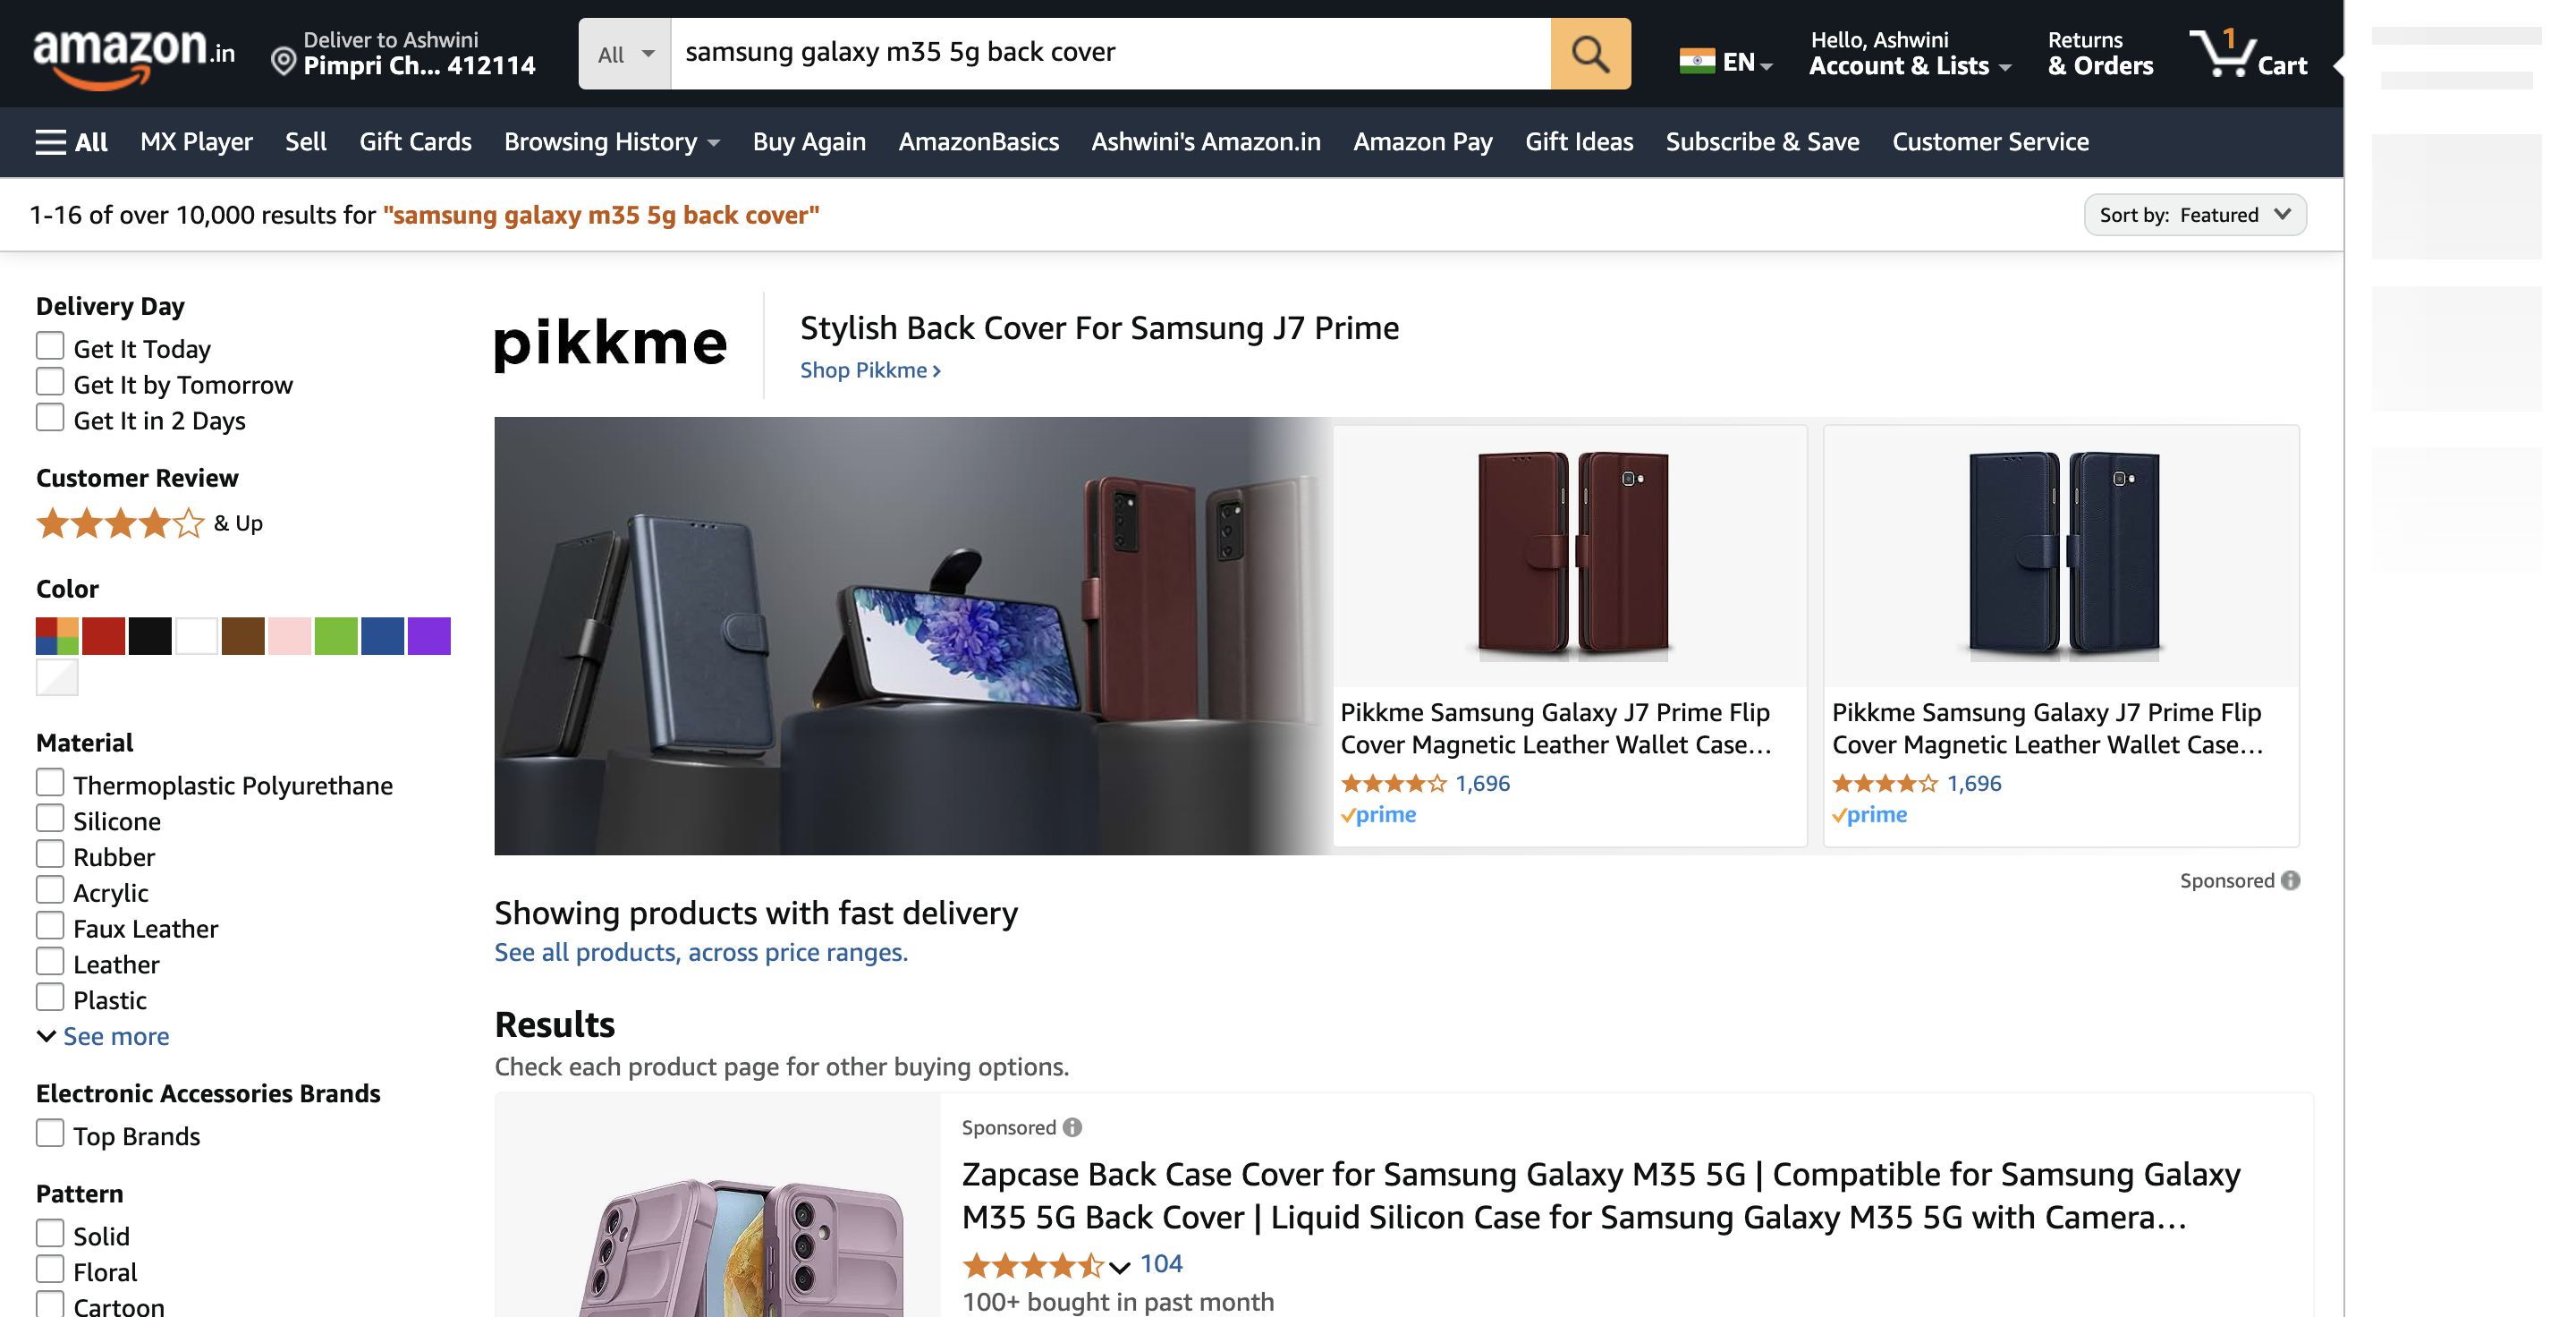 amazon.in
Deliver to Ashwini
Pimpri Ch... 412114
All
samsung galaxy m35 5g back cover
EN
Hello, Ashwini
Account & Lists
Returns
& Orders
1
Cart
All
MX Player
Sell
Gift Cards
Browsing History
Buy Again
AmazonBasics
Ashwini's Amazon.in
Amazon Pay
Gift Ideas
Subscribe & Save
Customer Service
1-16 of over 10,000 results for "samsung galaxy m35 5g back cover"
Sort by: Featured
Delivery Day
Get It Today
Get It by Tomorrow
Get It in 2 Days
Customer Review
& Up
Color
Material
Thermoplastic Polyurethane
Silicone
Rubber
Acrylic
Faux Leather
Leather
Plastic
See more
Electronic Accessories Brands
Top Brands
Pattern
Solid
Floral
Cartoon
pikkme
Stylish Back Cover For Samsung J7 Prime
Shop Pikkme ›
Pikkme Samsung Galaxy J7 Prime Flip
Cover Magnetic Leather Wallet Case...
1,696
prime
Pikkme Samsung Galaxy J7 Prime Flip
Cover Magnetic Leather Wallet Case...
1,696
prime
Sponsored
Showing products with fast delivery
See all products, across price ranges.
Results
Check each product page for other buying options.
Sponsored
Zapcase Back Case Cover for Samsung Galaxy M35 5G | Compatible for Samsung Galaxy
M35 5G Back Cover | Liquid Silicon Case for Samsung Galaxy M35 5G with Camera...
104
100+ bought in past month